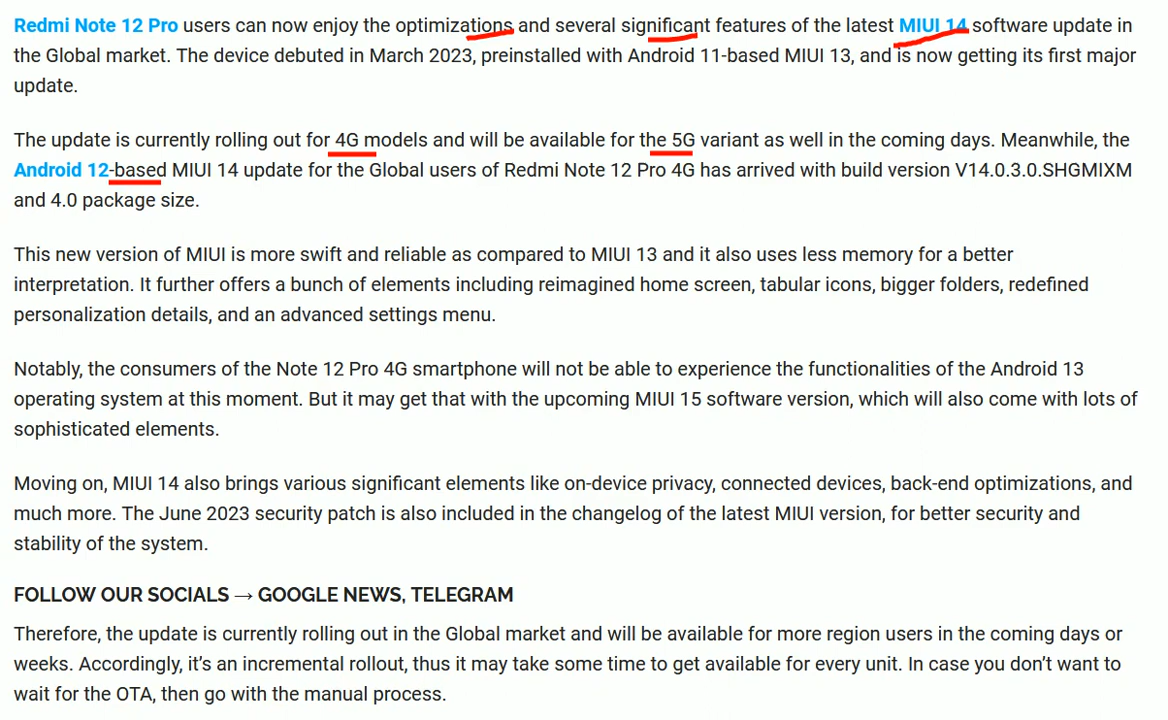 Redmi Note 12 Pro users can now enjoy the optimizations and several significant features of the latest MIUI 14 software update in
the Global market. The device debuted in March 2023, preinstalled with Android 11-based MIUI 13, and is now getting its first major
update.
The update is currently rolling out for 4G models and will be available for the 5G variant as well in the coming days. Meanwhile, the
Android 12-based MIUI 14 update for the Global users of Redmi Note 12 Pro 4G has arrived with build version V14.0.3.0.SHGMIXM
and 4.0 package size.
This new version of MIUI is more swift and reliable as compared to MIUI 13 and it also uses less memory for a better
interpretation. It further offers a bunch of elements including reimagined home screen, tabular icons, bigger folders, redefined
personalization details, and an advanced settings menu.
Notably, the consumers of the Note 12 Pro 4G smartphone will not be able to experience the functionalities of the Android 13
operating system at this moment. But it may get that with the upcoming MIUI 15 software version, which will also come with lots of
sophisticated elements.
Moving on, MIUI 14 also brings various significant elements like on-device privacy, connected devices, back-end optimizations, and
much more. The June 2023 security patch is also included in the changelog of the latest MIUI version, for better security and
stability of the system.
FOLLOW OUR SOCIALS → GOOGLE NEWS, TELEGRAM
Therefore, the update is currently rolling out in the Global market and will be available for more region users in the coming days or
weeks. Accordingly, it's an incremental rollout, thus it may take some time to get available for every unit. In case you don't want to
wait for the OTA, then go with the manual process.